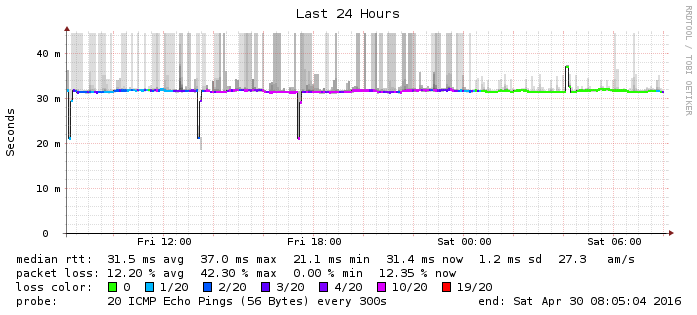 Last 24 Hours
RRDTOOL / TOBI OETIKER
Seconds
40 m
30 m
20 m
10 m
0
Fri 12:00 Fri 18:00 Sat 00:00 Sat 06:00
median rtt: 31.5 ms avg 37.0 ms max 21.1 ms min 31.4 ms now 1.2 ms sd 27.3 am/s
packet loss: 12.20 % avg 42.30 % max 0.00 % min 12.35 % now
loss color: 0 1/20 2/20 3/20 4/20 10/20 19/20
probe: 20 ICMP Echo Pings (56 Bytes) every 300s end: Sat Apr 30 08:05:04 2016